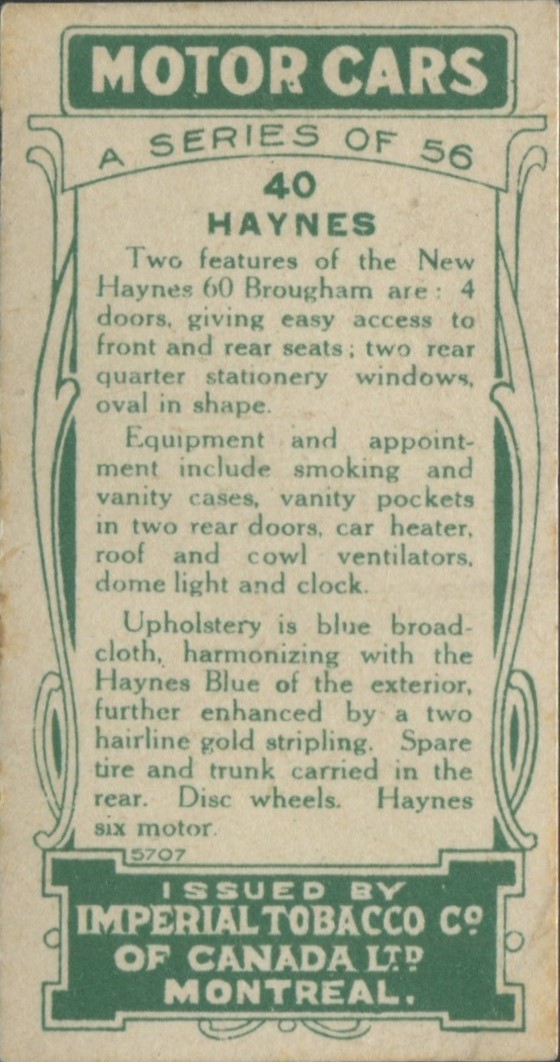 MOTOR CARS
A SERIES OF 56
40
HAYNES
Two features of the New
Haynes 60 Brougham are: 4
doors, giving easy access to
front and rear seats; two rear
quarter stationery windows,
oval in shape.
Equipment and appoint-
ment include smoking and
vanity cases, vanity pockets
in two rear doors, car heater,
roof and cowl ventilators,
dome light and clock.
Upholstery is blue broad-
cloth, harmonizing with the
Haynes Blue of the exterior,
further enhanced by a two
hairline gold stripling. Spare
tire and trunk carried in the
rear. Disc wheels. Haynes
six motor.
5707
ISSUED BY
IMPERIAL TOBACCO Co.
OF CANADA LTD
MONTREAL.